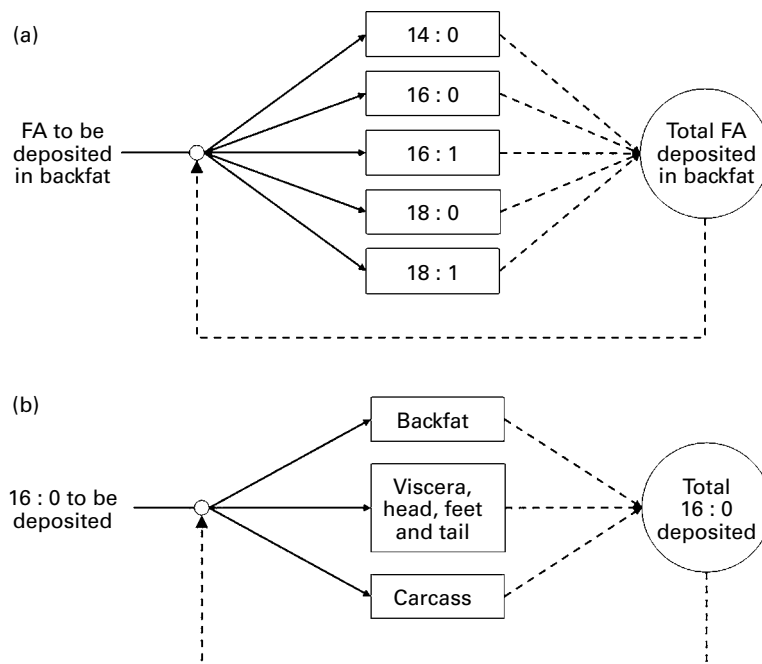 (a)
FA to be
deposited
in backfat
14 : 0
16 : 0
16 : 1
18 : 0
18 : 1
Total FA
deposited
in backfat
(b)
16 : 0 to be
deposited
Backfat
Viscera,
head, feet
and tail
Carcass
Total
16 : 0
deposited